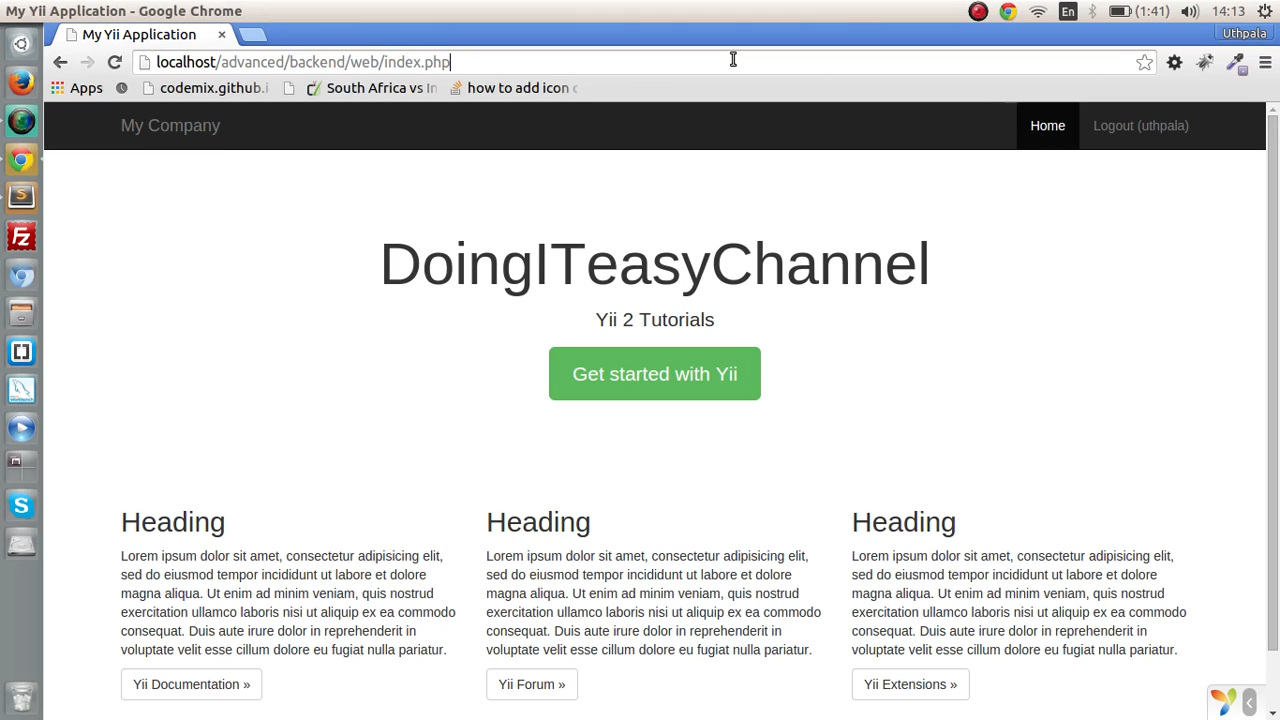 My Yii Application - Google Chrome
En
(1:41)
14:13
My Yii Application
×
Uthpala
localhost/advanced/backend/web/index.php
Apps
codemix.github.i
South Africa vs In
how to add icon
My Company
Home
Logout (uthpala)
DoingITeasyChannel
Yii 2 Tutorials
Get started with Yii
Heading
Lorem ipsum dolor sit amet, consectetur adipisicing elit,
sed do eiusmod tempor incididunt ut labore et dolore
magna aliqua. Ut enim ad minim veniam, quis nostrud
exercitation ullamco laboris nisi ut aliquip ex ea commodo
consequat. Duis aute irure dolor in reprehenderit in
voluptate velit esse cillum dolore eu fugiat nulla pariatur.
Yii Documentation »
Heading
Lorem ipsum dolor sit amet, consectetur adipisicing elit,
sed do eiusmod tempor incididunt ut labore et dolore
magna aliqua. Ut enim ad minim veniam, quis nostrud
exercitation ullamco laboris nisi ut aliquip ex ea commodo
consequat. Duis aute irure dolor in reprehenderit in
voluptate velit esse cillum dolore eu fugiat nulla pariatur.
Yii Forum »
Heading
Lorem ipsum dolor sit amet, consectetur adipisicing elit,
sed do eiusmod tempor incididunt ut labore et dolore
magna aliqua. Ut enim ad minim veniam, quis nostrud
exercitation ullamco laboris nisi ut aliquip ex ea commodo
consequat. Duis aute irure dolor in reprehenderit in
voluptate velit esse cillum dolore eu fugiat nulla pariatur.
Yii Extensions »